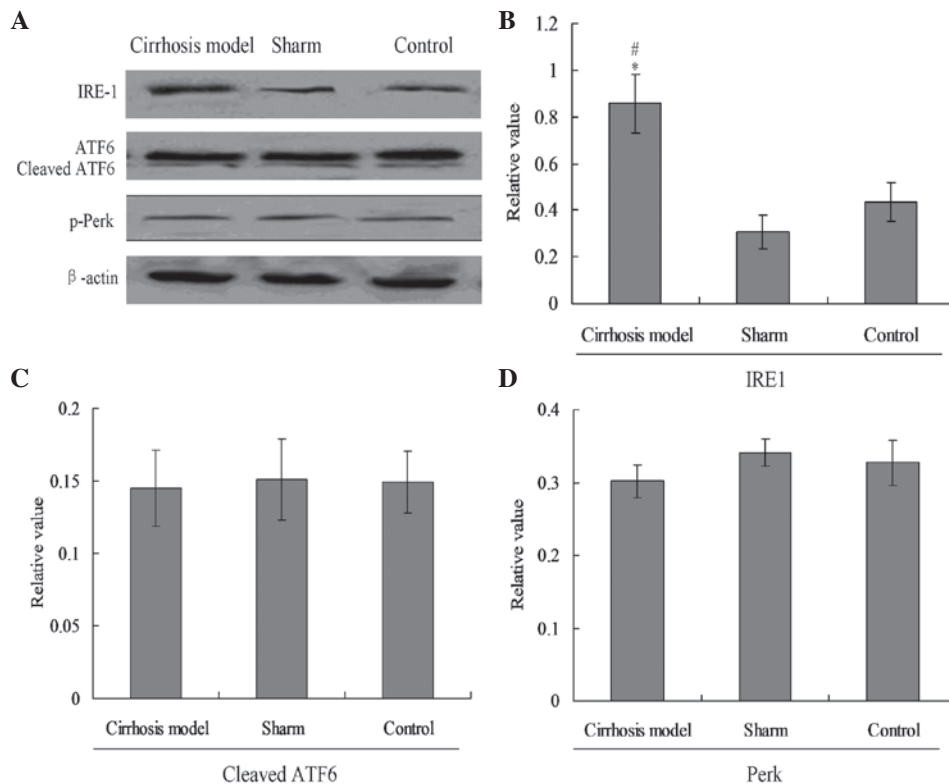 A
Cirrhosis model Sharm Control
IRE-1
ATF6
Cleaved ATF6
p-Perk
β-actin
B
Relative value
1.2
1
0.8
0.6
0.4
0.2
0
#
*
Cirrhosis model Sharm Control
IRE1
C
Relative value
0.2
0.15
0.1
0.05
0
Cirrhosis model Sharm Control
Cleaved ATF6
D
Relative value
0.4
0.3
0.2
0.1
0
Cirrhosis model Sharm Control
Perk